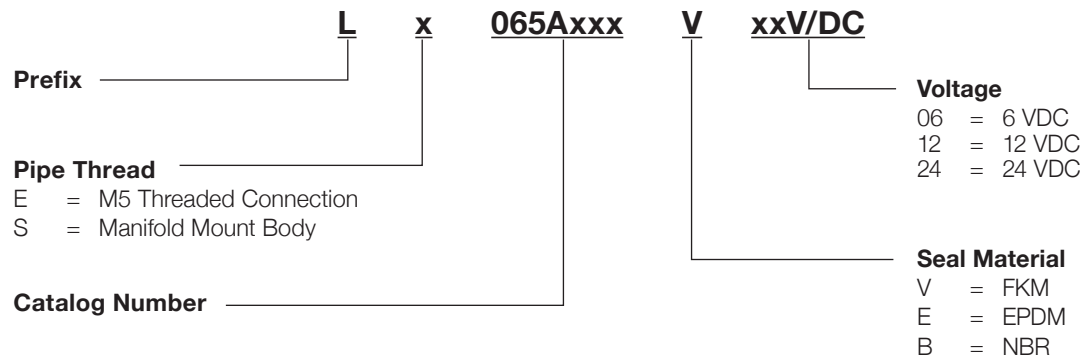 L x 065Axxx V xxV/DC
Prefix
Pipe Thread
E = M5 Threaded Connection
S = Manifold Mount Body
Catalog Number
Voltage
06 = 6 VDC
12 = 12 VDC
24 = 24 VDC
Seal Material
V = FKM
E = EPDM
B = NBR